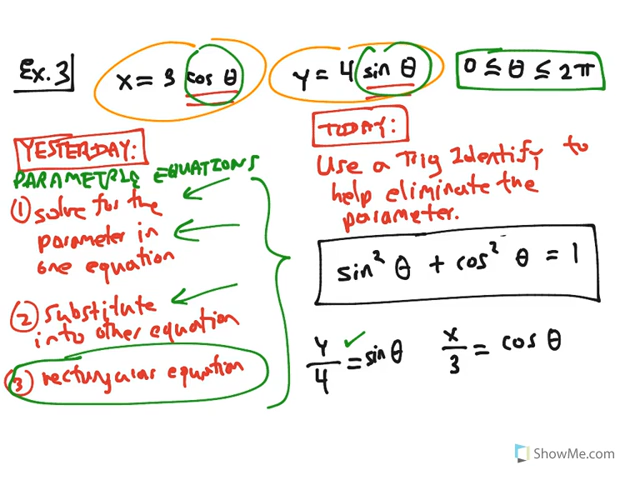 Ex. 3
x = 3 cos θ
y = 4 sin θ
0 ≤ θ ≤ 2π
YESTERDAY:
PARAMETRIC EQUATIONS
① solve for the
parameter in
one equation
② Substitute
into other equation
③ rectangular equation
TODAY:
Use a Trig Identify to
help eliminate the
parameter.
sin² θ + cos² θ = 1
y/4 = sin θ
x/3 = cos θ
ShowMe.com